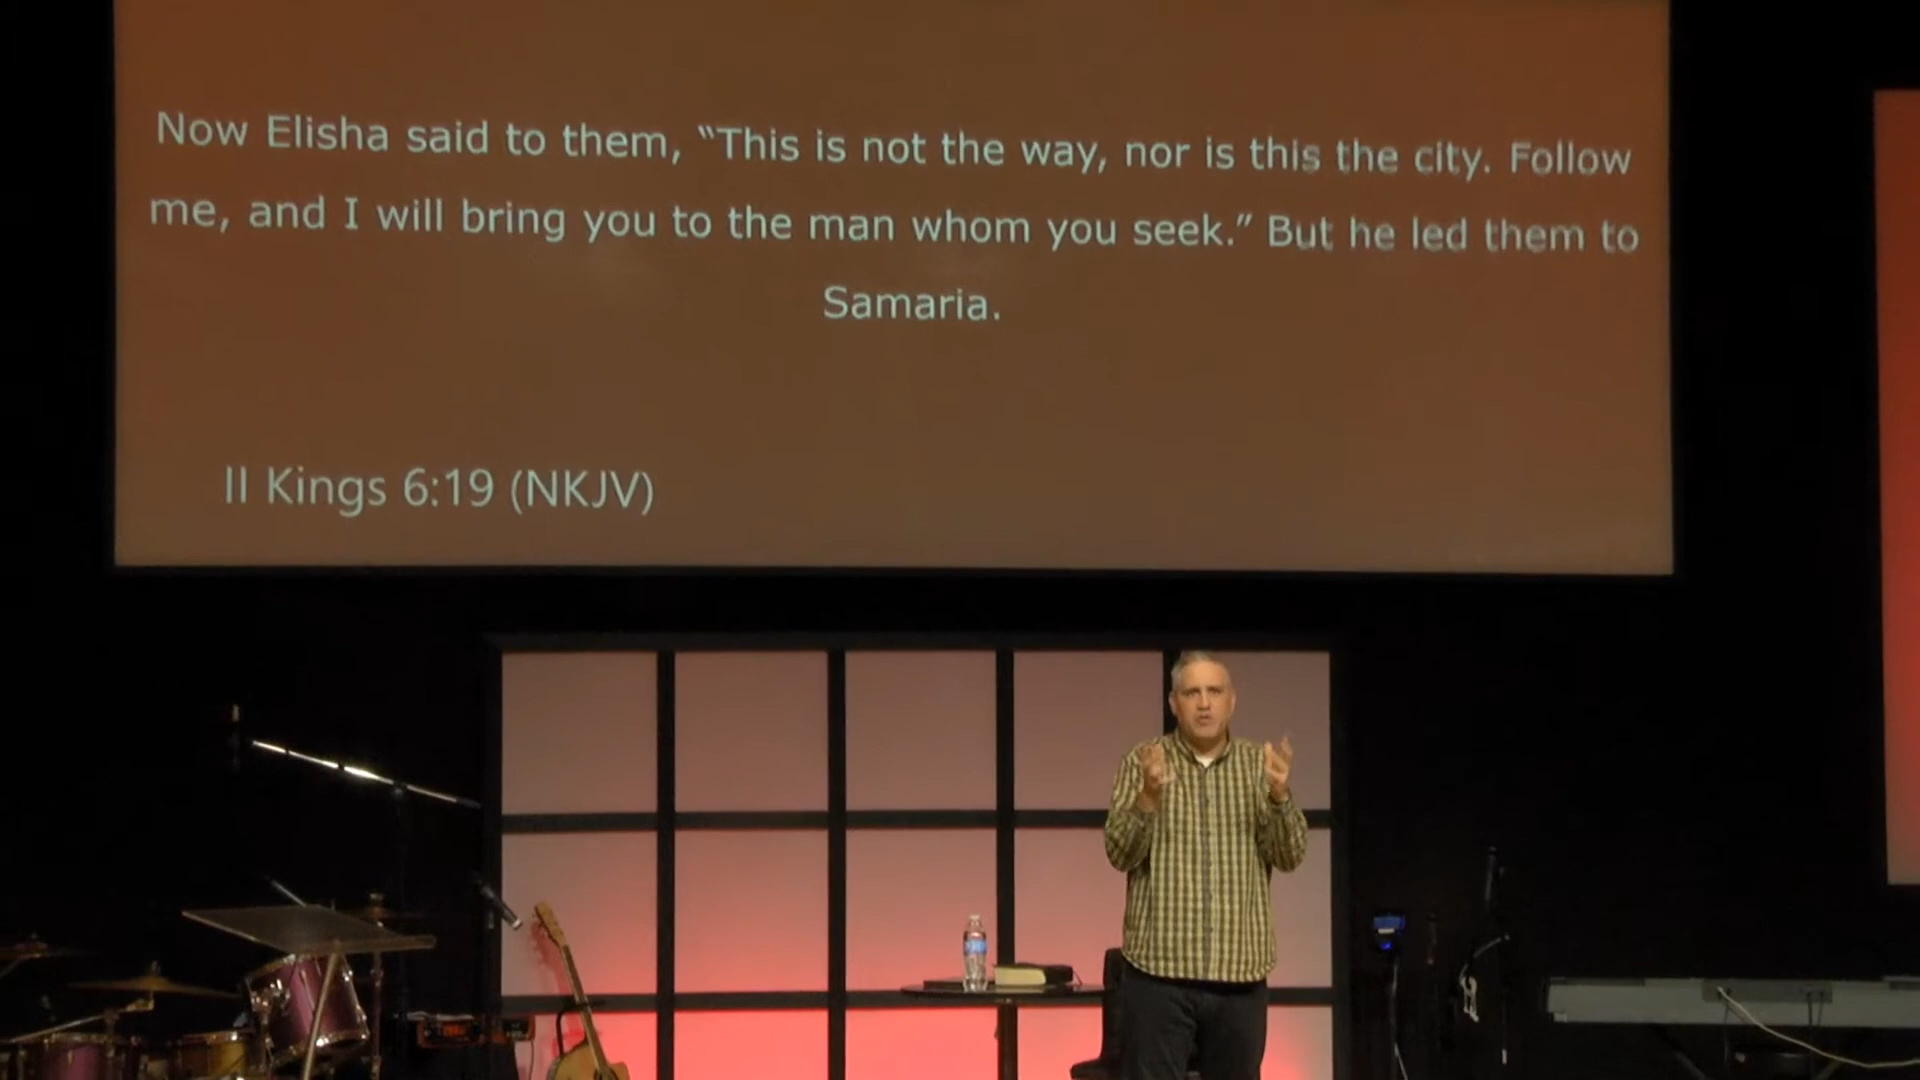 Now Elisha said to them, “This is not the way, nor is this the city. Follow
me, and I will bring you to the man whom you seek.” But he led them to
Samaria.
II Kings 6:19 (NKJV)